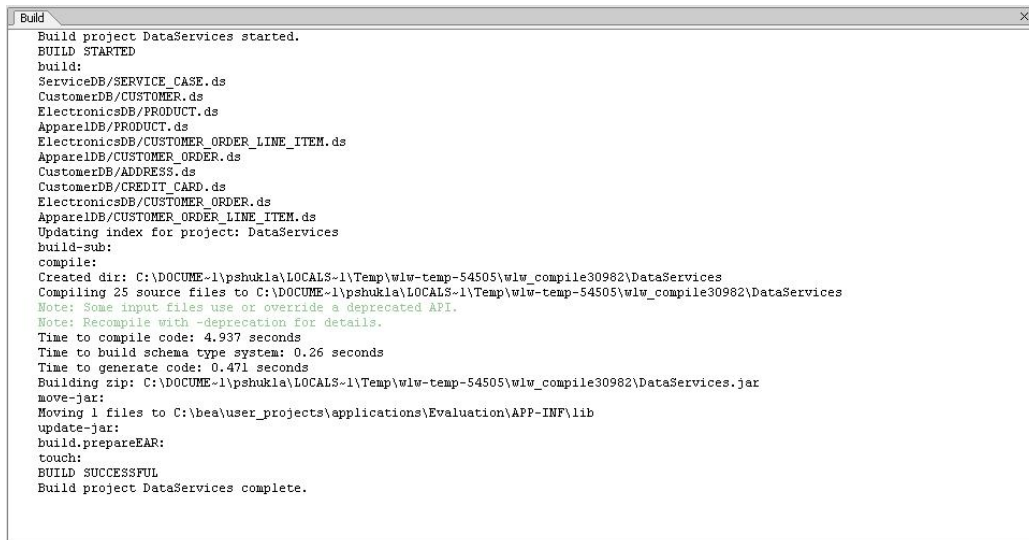 Build
Build project DataServices started.
BUILD STARTED
build:
ServiceDB/SERVICE_CASE.ds
CustomerDB/CUSTOMER.ds
ElectronicsDB/PRODUCT.ds
ApparelDB/PRODUCT.ds
ElectronicsDB/CUSTOMER_ORDER_LINE_ITEM.ds
ApparelDB/CUSTOMER_ORDER.ds
CustomerDB/ADDRESS.ds
CustomerDB/CREDIT_CARD.ds
ElectronicsDB/CUSTOMER_ORDER.ds
ApparelDB/CUSTOMER_ORDER_LINE_ITEM.ds
Updating index for project: DataServices
build-sub:
compile:
Created dir: C:\DOCUME~1\pshukla\LOCALS~1\Temp\wlw-temp-54505\wlw_compile30982\DataServices
Compiling 25 source files to C:\DOCUME~1\pshukla\LOCALS~1\Temp\wlw-temp-54505\wlw_compile30982\DataServices
Note: Some input files use or override a deprecated API.
Note: Recompile with -deprecation for details.
Time to compile code: 4.937 seconds
Time to build schema type system: 0.26 seconds
Time to generate code: 0.471 seconds
Building zip: C:\DOCUME~1\pshukla\LOCALS~1\Temp\wlw-temp-54505\wlw_compile30982\DataServices.jar
move-jar:
Moving 1 files to C:\bea\user_projects\applications\Evaluation\APP-INF\lib
update-jar:
build.prepareEAR:
touch:
BUILD SUCCESSFUL
Build project DataServices complete.